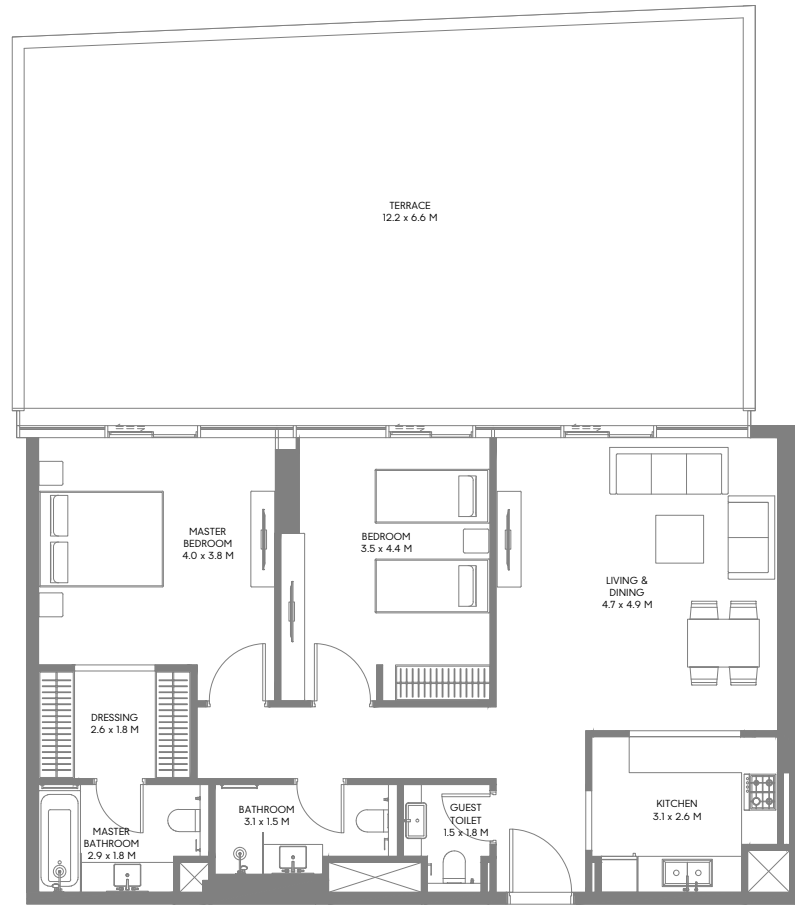 TERRACE
12.2 x 6.6 M
MASTER
BEDROOM
4.0 x 3.8 M
BEDROOM
3.5 x 4.4 M
LIVING &
DINING
4.7 x 4.9 M
DRESSING
2.6 x 1.8 M
MASTER
BATHROOM
2.9 x 1.8 M
BATHROOM
3.1 x 1.5 M
GUEST
TOILET
1.5 x 1.8 M
KITCHEN
3.1 x 2.6 M